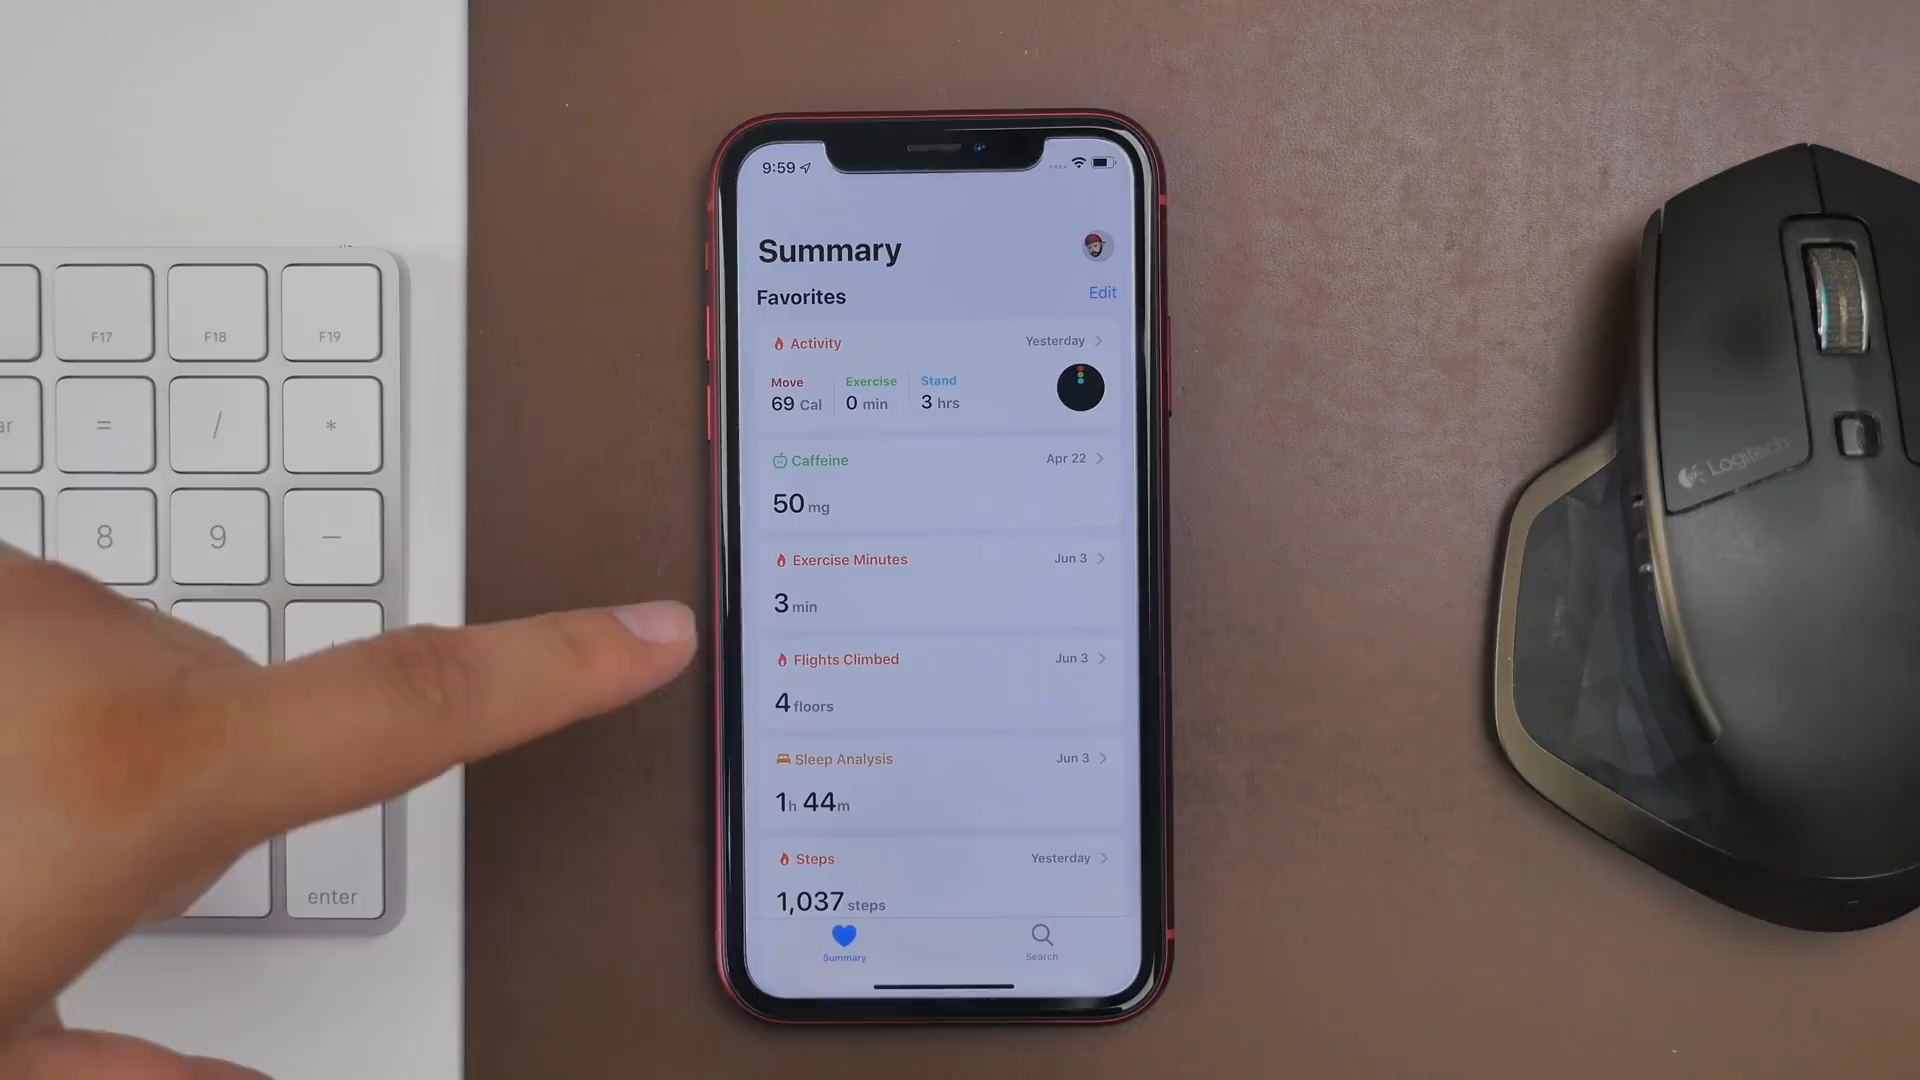 9:59
Summary
Favorites
Edit
Activity
Yesterday
Move
Exercise
Stand
69 Cal
0 min
3 hrs
Caffeine
Apr 22
50 mg
Exercise Minutes
Jun 3
3 min
Flights Climbed
Jun 3
4 floors
Sleep Analysis
Jun 3
1h 44m
Steps
Yesterday
1,037 steps
Summary
Search
F17
F18
F19
=
/
*
8
9
−
enter
Logitech